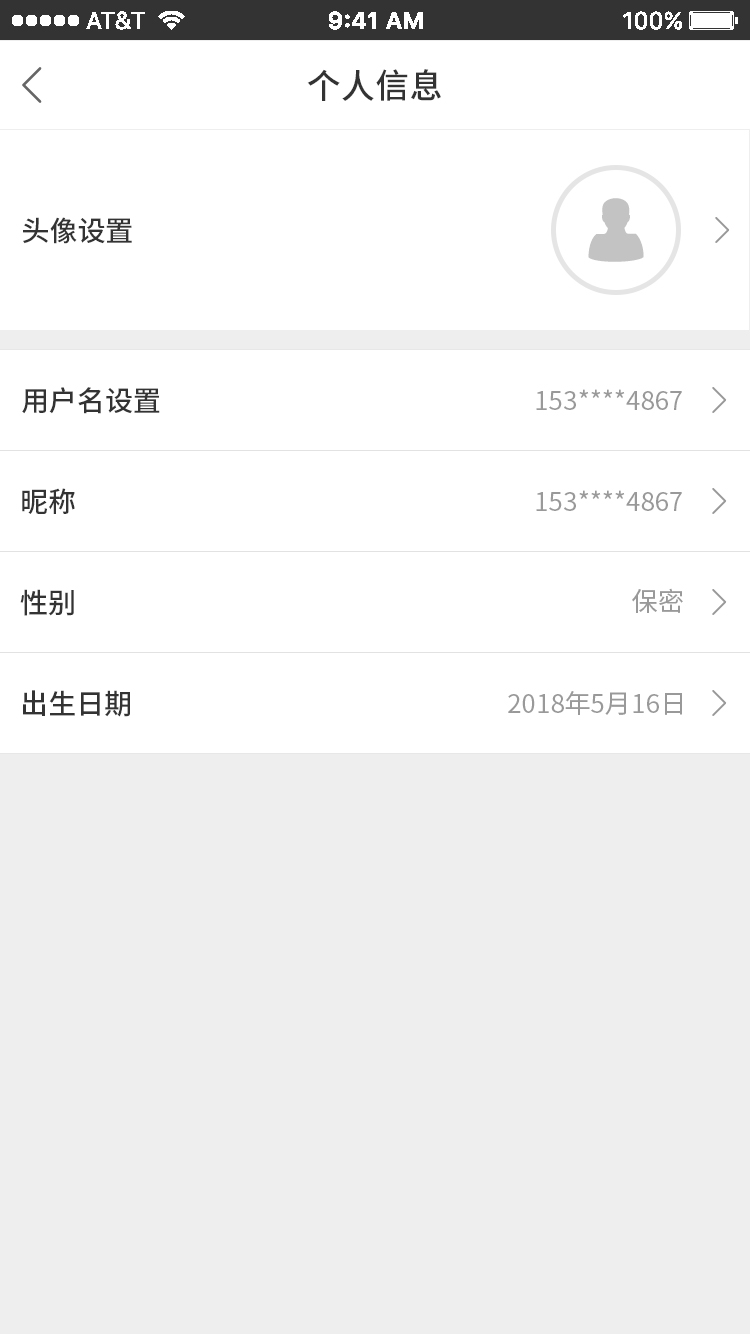 AT&T 9:41 AM 100%
个人信息
头像设置
用户名设置 153****4867
昵称 153****4867
性别 保密
出生日期 2018年5月16日